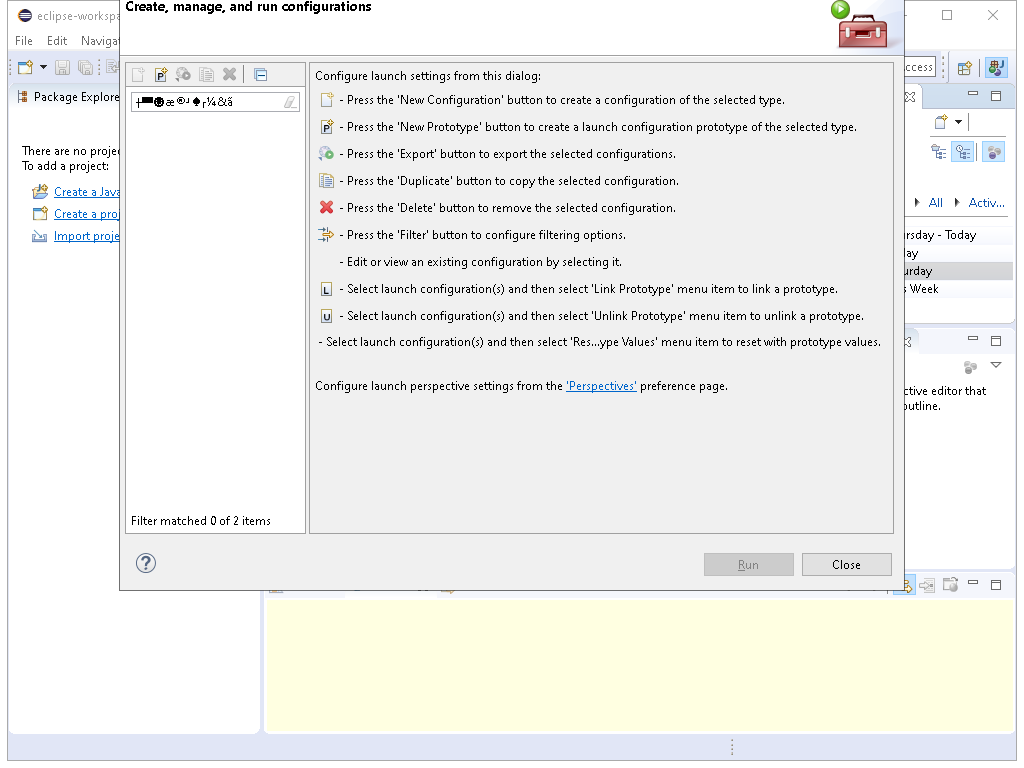 Create, manage, and run configurations
eclipse-workspa
File Edit Naviga
ccess
Package Explore
Configure launch settings from this dialog:
- Press the 'New Configuration' button to create a configuration of the selected type.
- Press the 'New Prototype' button to create a launch configuration prototype of the selected type.
There are no projec
- Press the 'Export' button to export the selected configurations.
To add a project:
- Press the 'Duplicate' button to copy the selected configuration.
Create a Java
All Activ...
- Press the 'Delete' button to remove the selected configuration.
Create a proj
- Press the 'Filter' button to configure filtering options.
Import proje
rsday - Today
ay
- Edit or view an existing configuration by selecting it.
urday
- Select launch configuration(s) and then select 'Link Prototype' menu item to link a prototype.
s Week
- Select launch configuration(s) and then select 'Unlink Prototype' menu item to unlink a prototype.
- Select launch configuration(s) and then select 'Res...ype Values' menu item to reset with prototype values.
Configure launch perspective settings from the 'Perspectives' preference page.
ctive editor that
outline.
Filter matched 0 of 2 items
Run Close